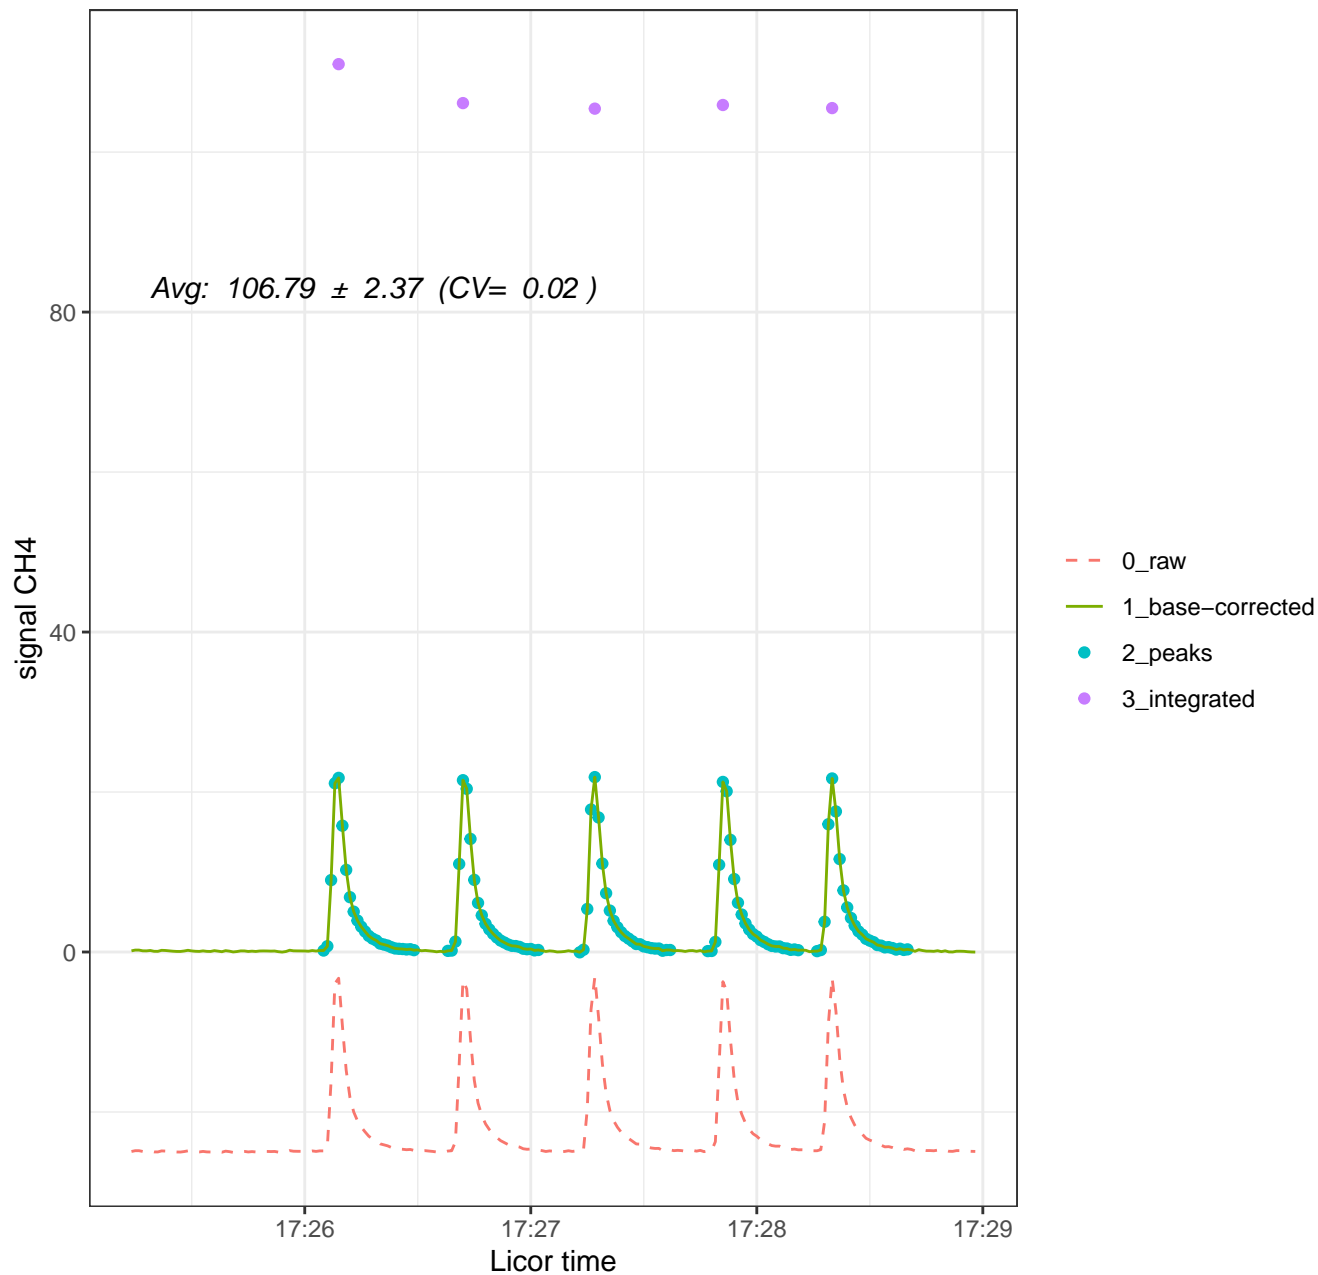 Avg: 106.79 ± 2.37 (CV= 0.02 )
80
40
0
signal CH4
17:26
17:27
17:28
17:29
Licor time
0_raw
1_base−corrected
2_peaks
3_integrated